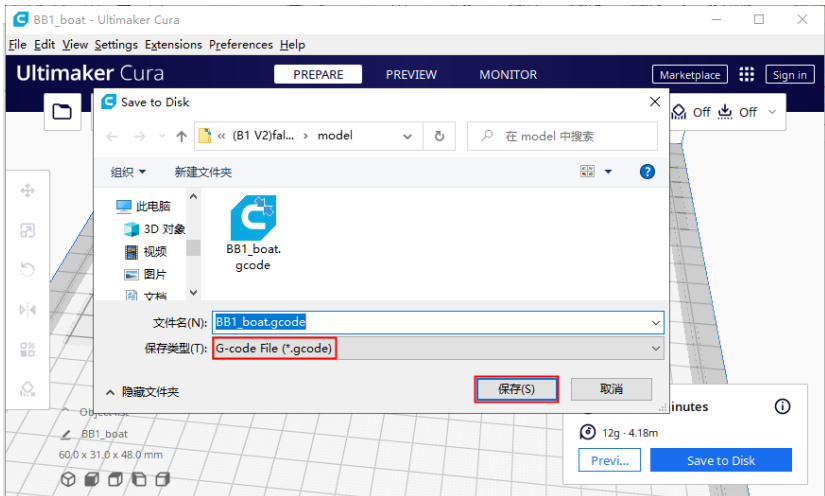 BB1_boat - Ultimaker Cura
File Edit View Settings Extensions Preferences Help
Ultimaker Cura PREPARE PREVIEW MONITOR Marketplace Sign in
Save to Disk
Off Off
« (B1 V2)fal... › model
在 model 中搜索
组织 新建文件夹
此电脑
3D 对象
视频
图片
文档
BB1_boat.
gcode
文件名(N): BB1_boat.gcode
保存类型(T): G-code File (*.gcode)
隐藏文件夹 保存(S) 取消
inutes
Object list
BB1_boat
12g · 4.18m
60.0 x 31.0 x 48.0 mm
Previ... Save to Disk